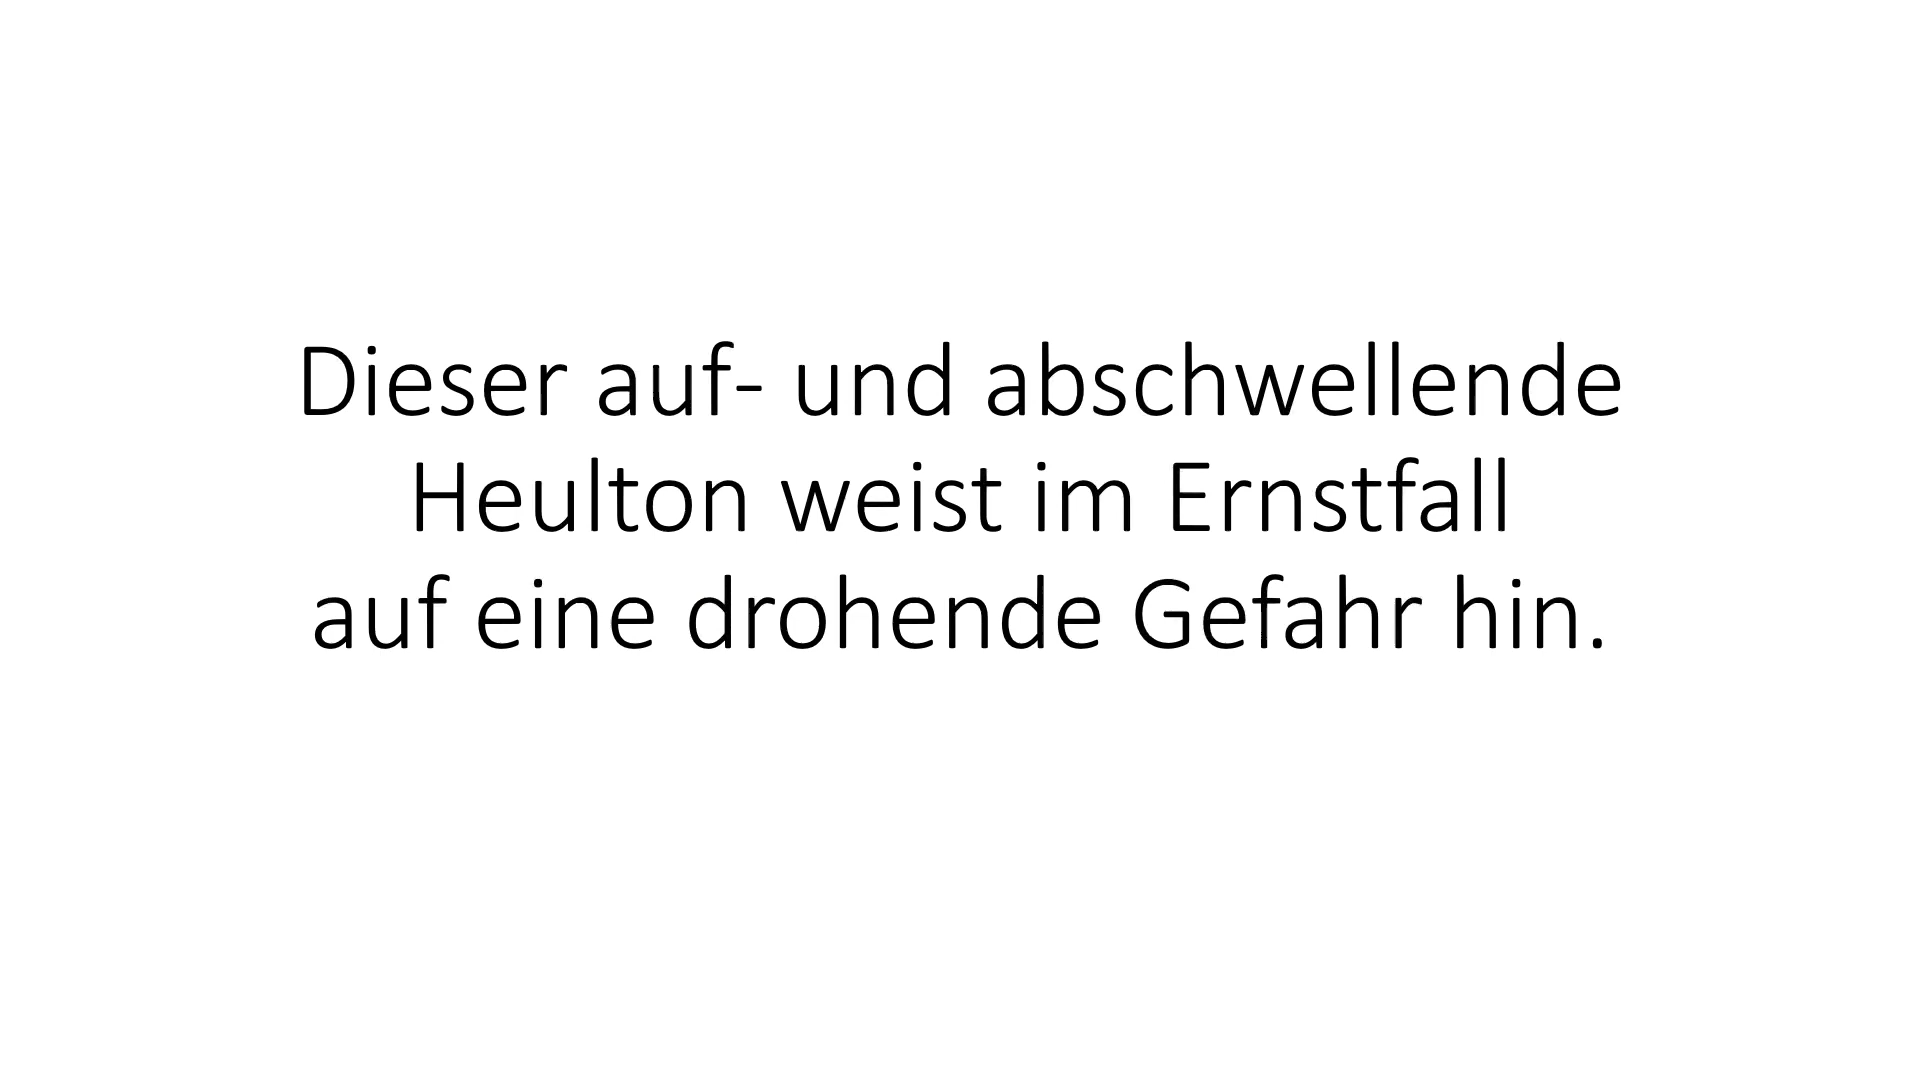 Dieser auf- und abschwellende
Heulton weist im Ernstfall
auf eine drohende Gefahr hin.